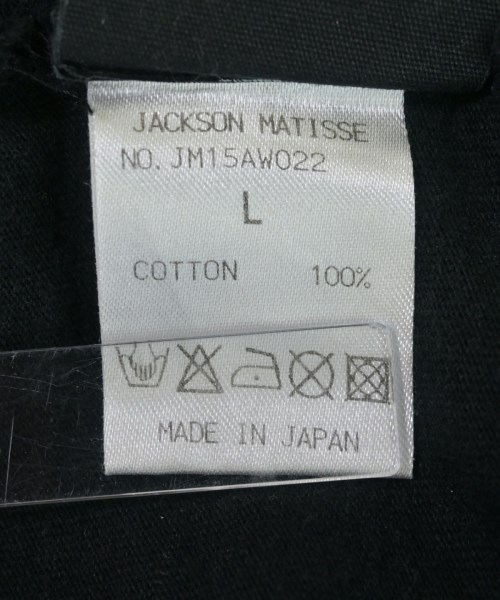 JACKSON MATISSE
NO. JM15AW022
L
COTTON 100%
MADE IN JAPAN